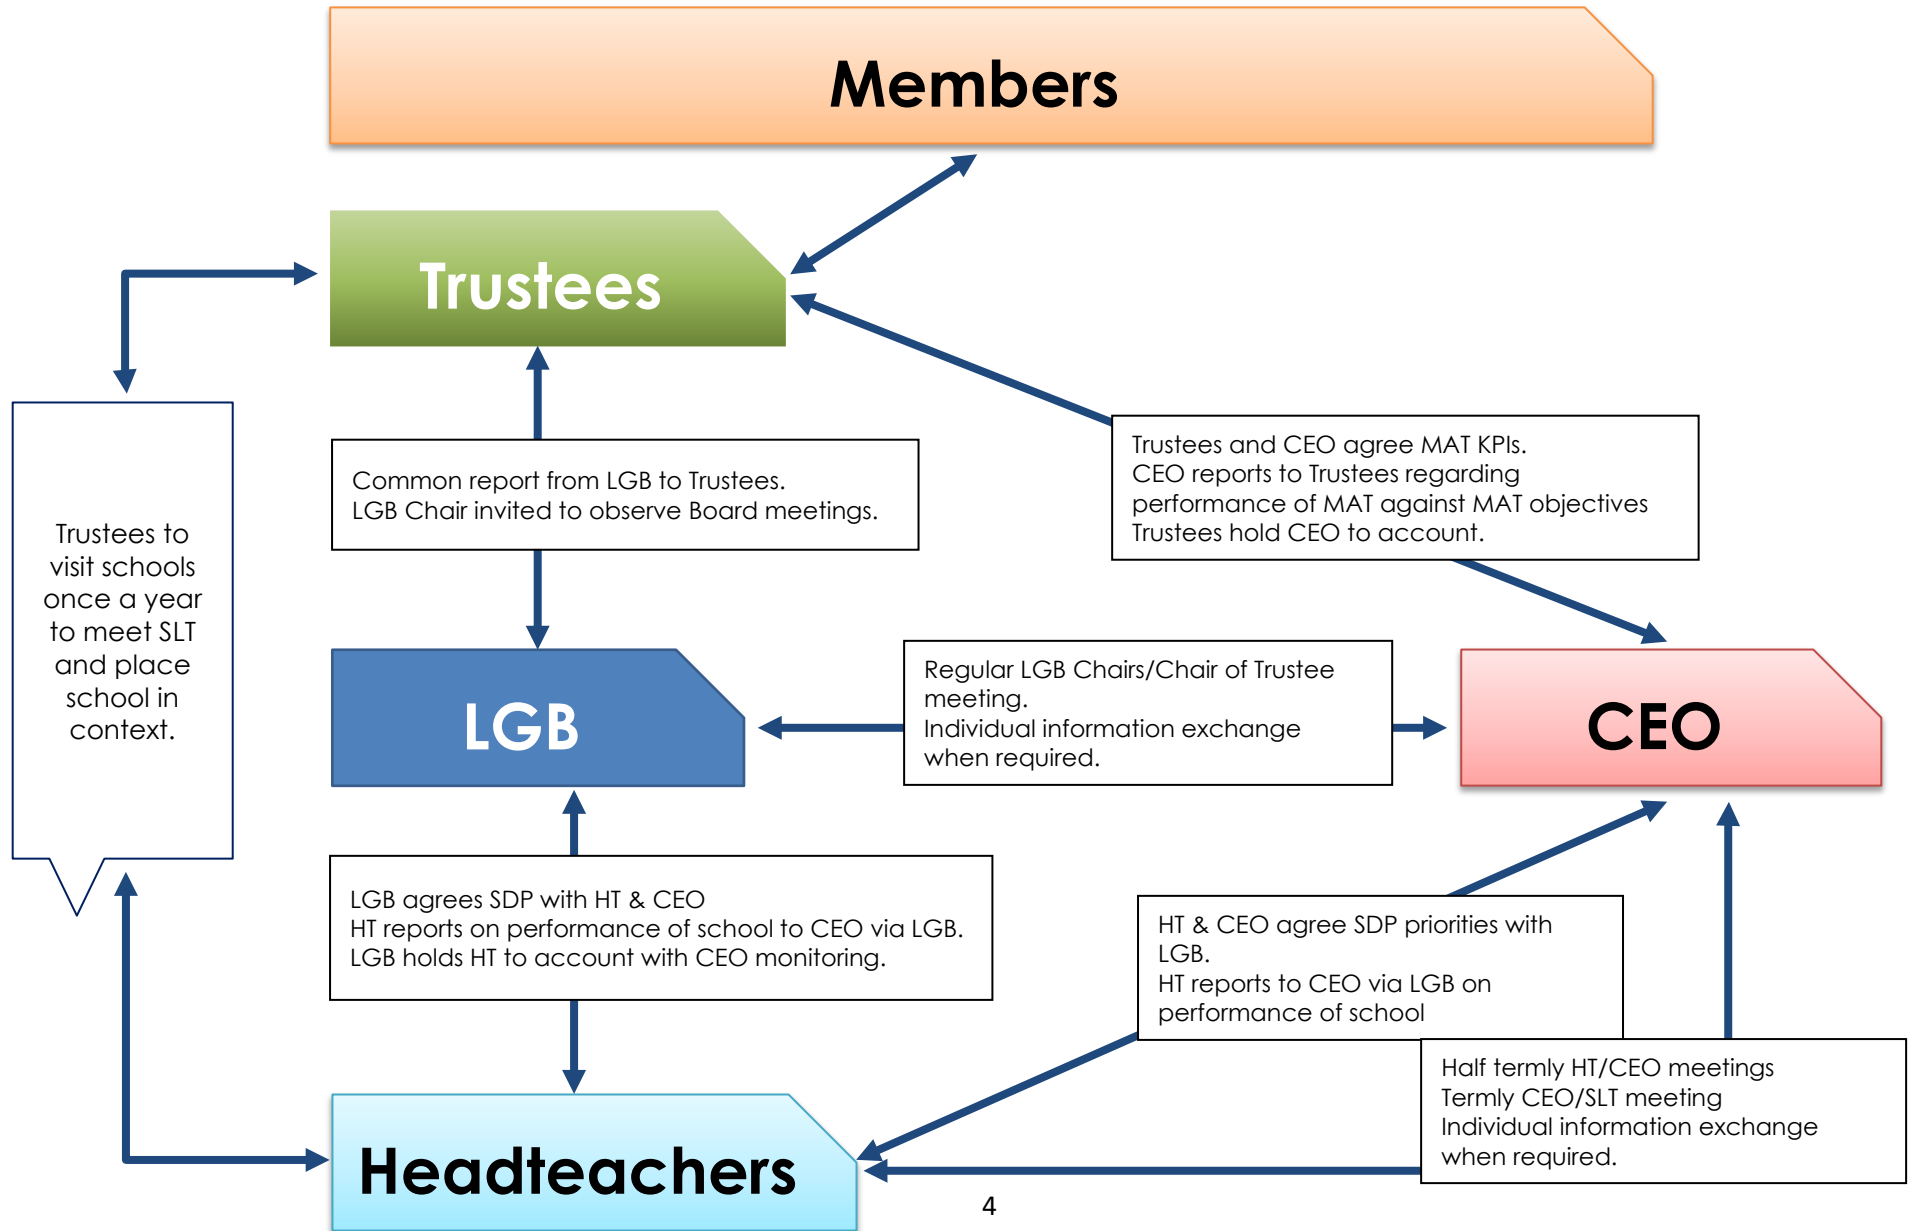 Members
Trustees
Common report from LGB to Trustees.
LGB Chair invited to observe Board meetings.
Trustees and CEO agree MAT KPIs.
CEO reports to Trustees regarding
performance of MAT against MAT objectives
Trustees hold CEO to account.
Trustees to
visit schools
once a year
to meet SLT
and place
school in
context.
LGB
Regular LGB Chairs/Chair of Trustee
meeting.
Individual information exchange
when required.
CEO
LGB agrees SDP with HT & CEO
HT reports on performance of school to CEO via LGB.
LGB holds HT to account with CEO monitoring.
HT & CEO agree SDP priorities with
LGB.
HT reports to CEO via LGB on
performance of school
Half termly HT/CEO meetings
Termly CEO/SLT meeting
Individual information exchange
when required.
Headteachers
4